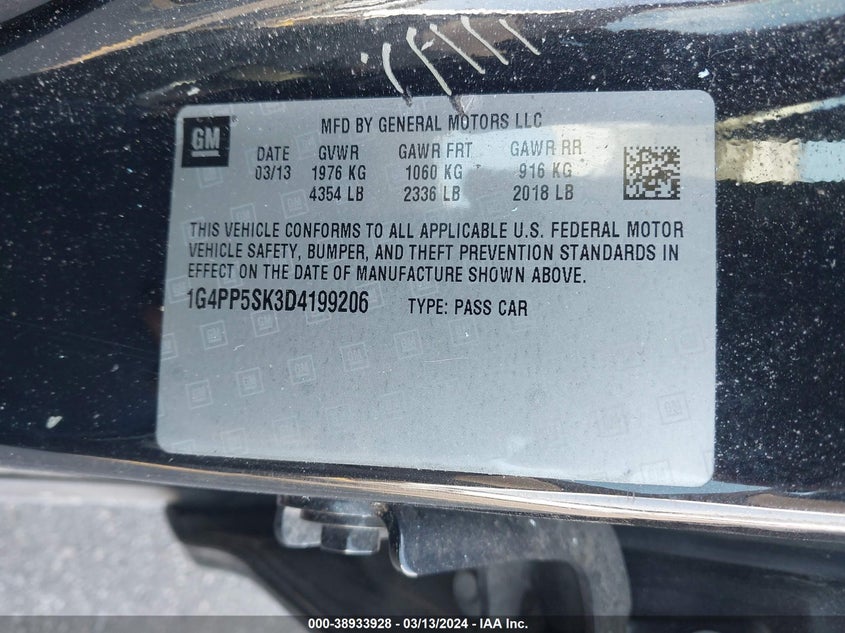 GM
MFD BY GENERAL MOTORS LLC
DATE GVWR GAWR FRT GAWR RR
03/13 1976 KG 1060 KG 916 KG
4354 LB 2336 LB 2018 LB
THIS VEHICLE CONFORMS TO ALL APPLICABLE U.S. FEDERAL MOTOR
VEHICLE SAFETY, BUMPER, AND THEFT PREVENTION STANDARDS IN
EFFECT ON THE DATE OF MANUFACTURE SHOWN ABOVE.
1G4PP5SK3D4199206 TYPE: PASS CAR
000-38933928 - 03/13/2024 - IAA Inc.